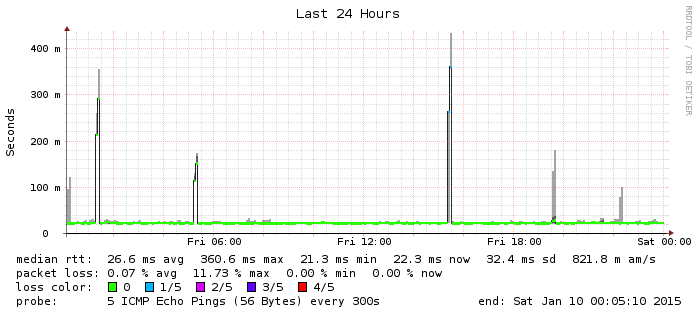 Last 24 Hours
RRDTOOL / TOBI OETIKER
Seconds
400 m
300 m
200 m
100 m
0
Fri 06:00 Fri 12:00 Fri 18:00 Sat 00:00
median rtt: 26.6 ms avg 360.6 ms max 21.3 ms min 22.3 ms now 32.4 ms sd 821.8 m am/s
packet loss: 0.07 % avg 11.73 % max 0.00 % min 0.00 % now
loss color: 0 1/5 2/5 3/5 4/5
probe: 5 ICMP Echo Pings (56 Bytes) every 300s end: Sat Jan 10 00:05:10 2015